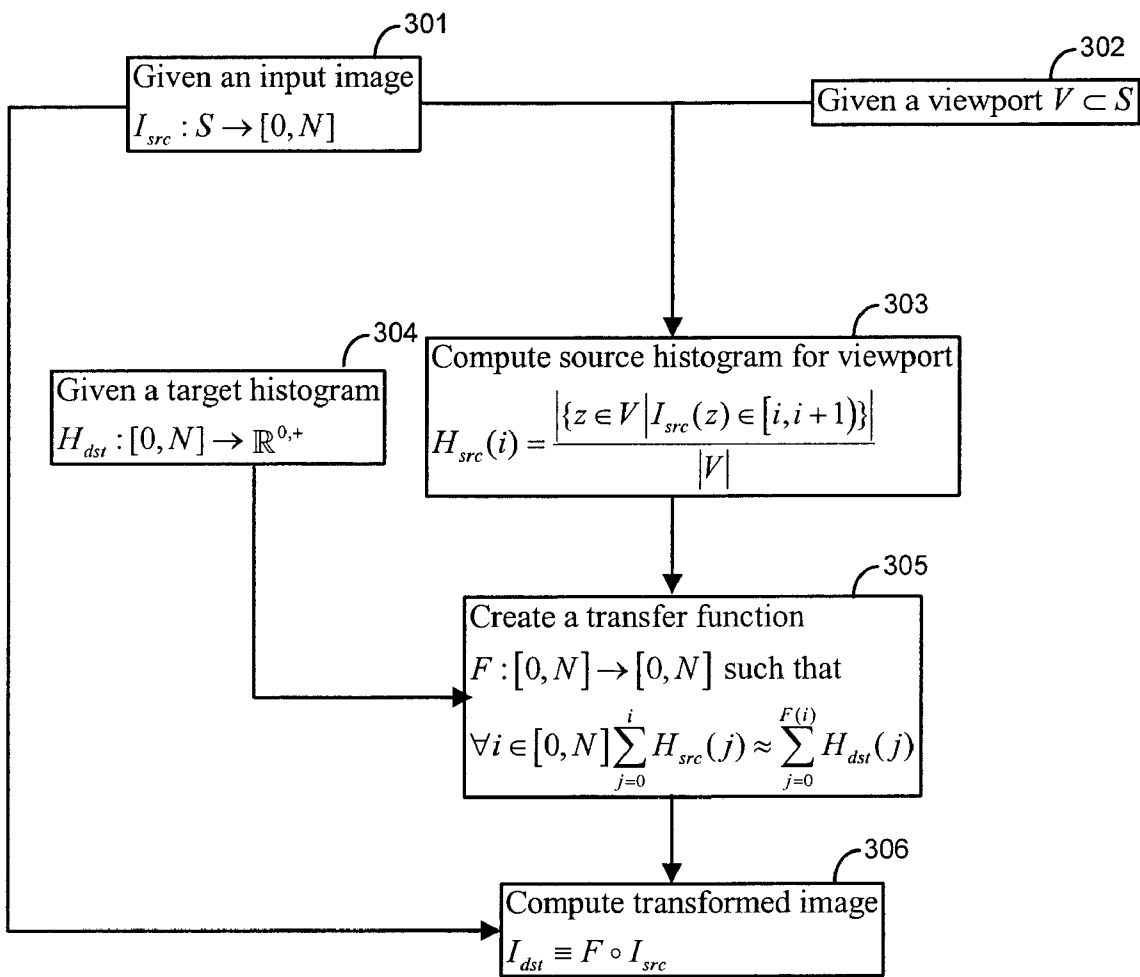 301
Given an input image
I_src : S → [0, N]
302
Given a viewport V ⊂ S
303
Compute source histogram for viewport
H_src(i) = |{z ∈ V | I_src(z) ∈ [i, i + 1)}| / |V|
304
Given a target histogram
H_dst : [0, N] → ℝ^{0,+}
305
Create a transfer function
F : [0, N] → [0, N] such that
∀i ∈ [0, N] ∑_{j=0}^{i} H_src(j) ≈ ∑_{j=0}^{F(i)} H_dst(j)
306
Compute transformed image
I_dst ≡ F ∘ I_src